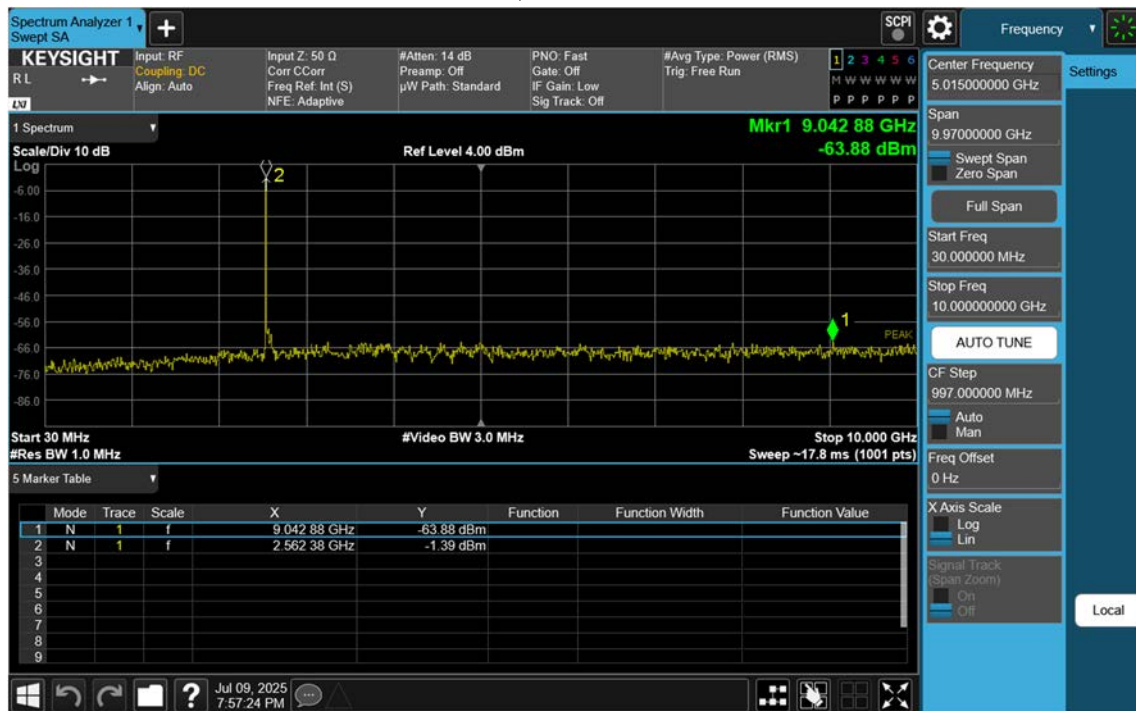 Spectrum Analyzer 1
Swept SA
SCPI
Frequency
KEYSIGHT
R L
LXI
Input: RF
Coupling: DC
Align: Auto
Input Z: 50 Ω
Corr CCorr
Freq Ref: Int (S)
NFE: Adaptive
#Atten: 14 dB
Preamp: Off
µW Path: Standard
PNO: Fast
Gate: Off
IF Gain: Low
Sig Track: Off
#Avg Type: Power (RMS)
Trig: Free Run
1 2 3 4 5 6
M W W W W W
P P P P P P
1 Spectrum
Scale/Div 10 dB
Log
Ref Level 4.00 dBm
Mkr1 9.042 88 GHz
-63.88 dBm
2
-6.00
-16.0
-26.0
-36.0
-46.0
-56.0
1
PEAK
-66.0
-76.0
-86.0
Start 30 MHz
#Video BW 3.0 MHz
Stop 10.000 GHz
#Res BW 1.0 MHz
Sweep ~17.8 ms (1001 pts)
5 Marker Table
Mode Trace Scale X Y Function Function Width Function Value
1 N 1 f 9.042 88 GHz -63.88 dBm
2 N 1 f 2.562 38 GHz -1.39 dBm
3
4
5
6
7
8
9
Jul 09, 2025
7:57:24 PM
?
Center Frequency
5.015000000 GHz
Settings
Span
9.97000000 GHz
Swept Span
Zero Span
Full Span
Start Freq
30.000000 MHz
Stop Freq
10.000000000 GHz
AUTO TUNE
CF Step
997.000000 MHz
Auto
Man
Freq Offset
0 Hz
X Axis Scale
Log
Lin
Signal Track
(Span Zoom)
On
Off
Local